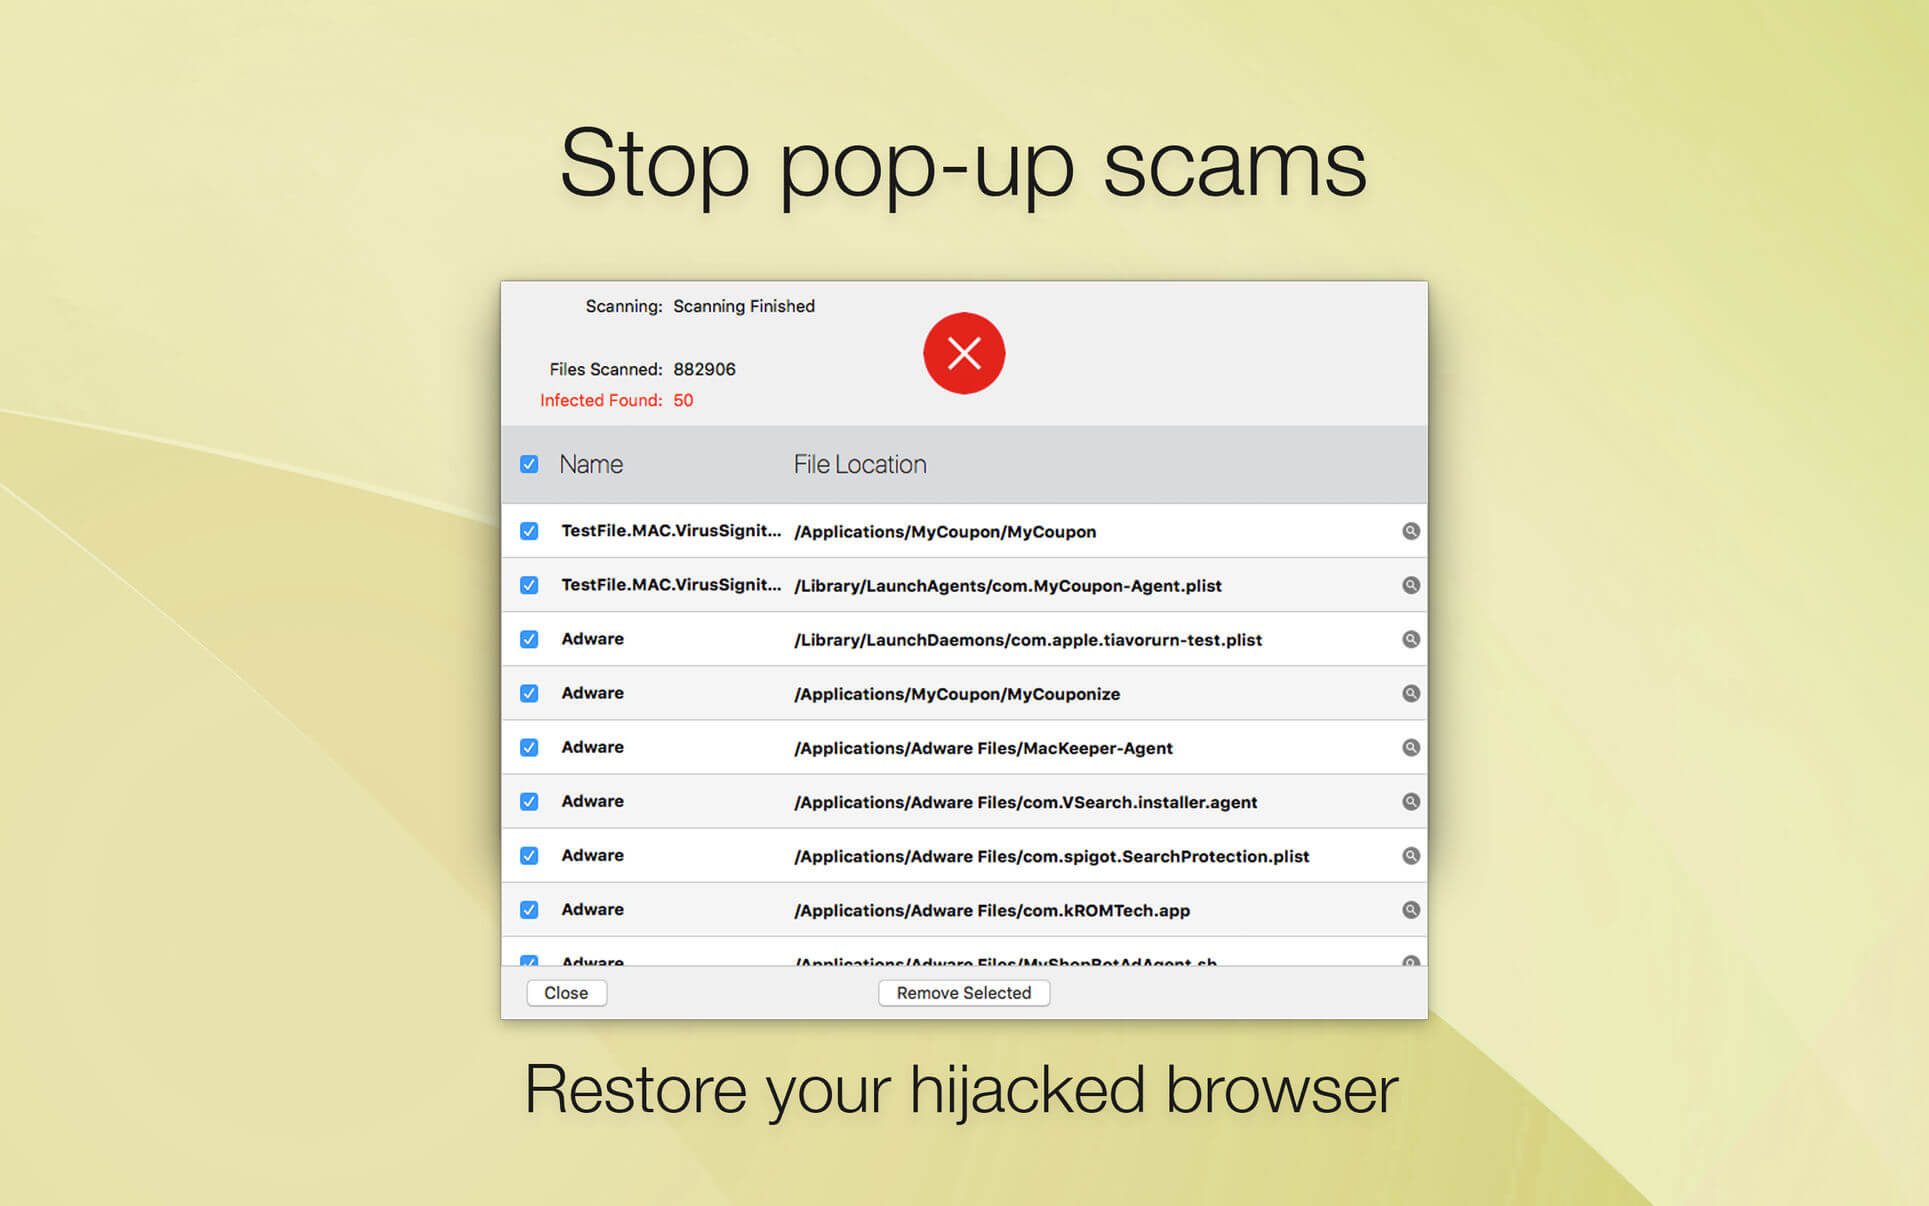 Stop pop-up scams
Scanning: Scanning Finished
Files Scanned: 882906
Infected Found: 50
Name File Location
TestFile.MAC.VirusSignit... /Applications/MyCoupon/MyCoupon
TestFile.MAC.VirusSignit... /Library/LaunchAgents/com.MyCoupon-Agent.plist
Adware /Library/LaunchDaemons/com.apple.tiavorurn-test.plist
Adware /Applications/MyCoupon/MyCouponize
Adware /Applications/Adware Files/MacKeeper-Agent
Adware /Applications/Adware Files/com.VSearch.installer.agent
Adware /Applications/Adware Files/com.spigot.SearchProtection.plist
Adware /Applications/Adware Files/com.kROMTech.app
Adware /Applications/Adware Files/MyShopBotAdAgent.sh
Close Remove Selected
Restore your hijacked browser